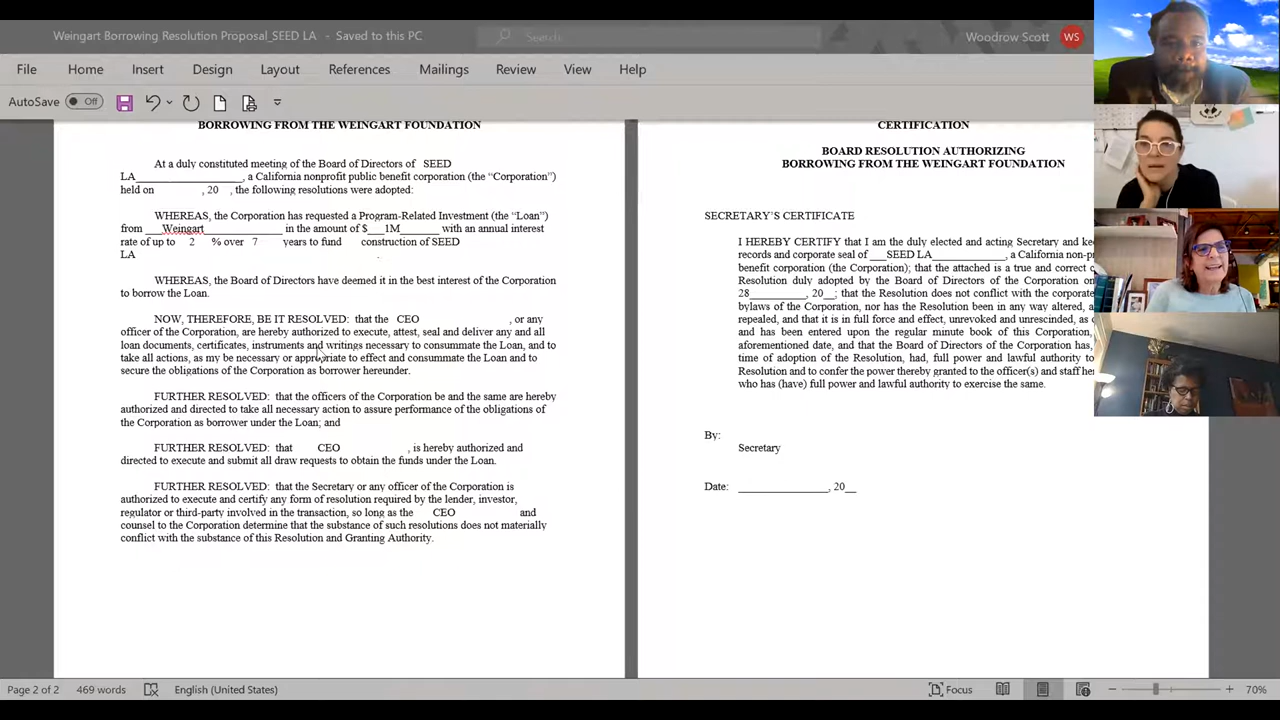 Weingart Borrowing Resolution Proposal_SEED LA - Saved to this PC
Search
Woodrow Scott
WS
File Home Insert Design Layout References Mailings Review View Help
AutoSave Off
BORROWING FROM THE WEINGART FOUNDATION
At a duly constituted meeting of the Board of Directors of SEED
LA____________________, a California nonprofit public benefit corporation (the “Corporation”)
held on , 20 , the following resolutions were adopted:
WHEREAS, the Corporation has requested a Program-Related Investment (the “Loan”)
from ___Weingart_______________ in the amount of $___1M_______ with an annual interest
rate of up to 2 % over 7 years to fund construction of SEED
LA .
WHEREAS, the Board of Directors have deemed it in the best interest of the Corporation
to borrow the Loan.
NOW, THEREFORE, BE IT RESOLVED: that the CEO , or any
officer of the Corporation, are hereby authorized to execute, attest, seal and deliver any and all
loan documents, certificates, instruments and writings necessary to consummate the Loan, and to
take all actions, as my be necessary or appropriate to effect and consummate the Loan and to
secure the obligations of the Corporation as borrower hereunder.
FURTHER RESOLVED: that the officers of the Corporation be and the same are hereby
authorized and directed to take all necessary action to assure performance of the obligations of
the Corporation as borrower under the Loan; and
FURTHER RESOLVED: that CEO , is hereby authorized and
directed to execute and submit all draw requests to obtain the funds under the Loan.
FURTHER RESOLVED: that the Secretary or any officer of the Corporation is
authorized to execute and certify any form of resolution required by the lender, investor,
regulator or third-party involved in the transaction, so long as the CEO and
counsel to the Corporation determine that the substance of such resolutions does not materially
conflict with the substance of this Resolution and Granting Authority.
CERTIFICATION
BOARD RESOLUTION AUTHORIZING
BORROWING FROM THE WEINGART FOUNDATION
SECRETARY’S CERTIFICATE
I HEREBY CERTIFY that I am the duly elected and acting Secretary and ke
records and corporate seal of ___SEED LA_____________, a California non-p
benefit corporation (the Corporation); that the attached is a true and correct c
Resolution duly adopted by the Board of Directors of the Corporation on
28__________, 20__; that the Resolution does not conflict with the corporate
bylaws of the Corporation, nor has the Resolution been in any way altered, a
repealed, and that it is in full force and effect, unrevoked and unrescinded, as o
and has been entered upon the regular minute book of this Corporation,
aforementioned date, and that the Board of Directors of the Corporation has,
time of adoption of the Resolution, had, full power and lawful authority to
Resolution and to confer the power thereby granted to the officer(s) and staff he
who has (have) full power and lawful authority to exercise the same.
By:
Secretary
Date: ________________, 20__
Page 2 of 2 469 words English (United States) Focus 70%